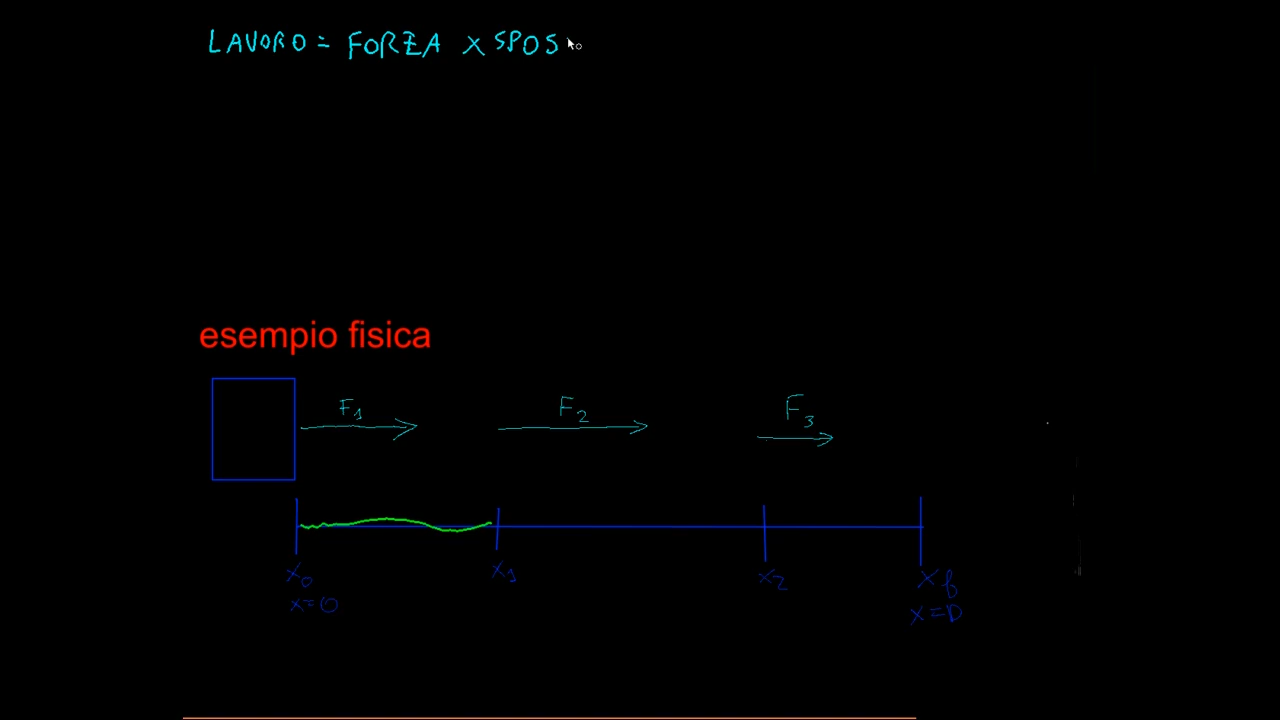 LAVORO = FORZA X SPOS
esempio fisica
F1 F2 F3
x0 x1 x2 xf
x=0 x=D